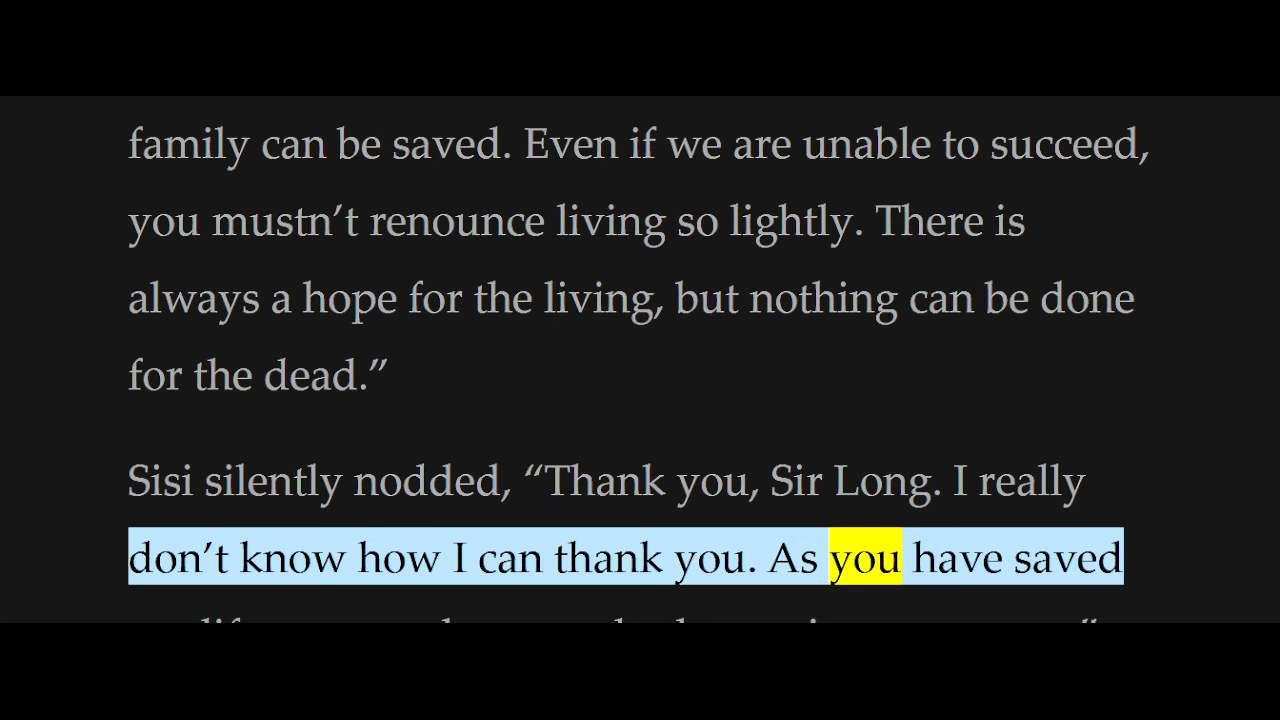 family can be saved. Even if we are unable to succeed,
you mustn’t renounce living so lightly. There is
always a hope for the living, but nothing can be done
for the dead.”
Sisi silently nodded, “Thank you, Sir Long. I really
don’t know how I can thank you. As you have saved